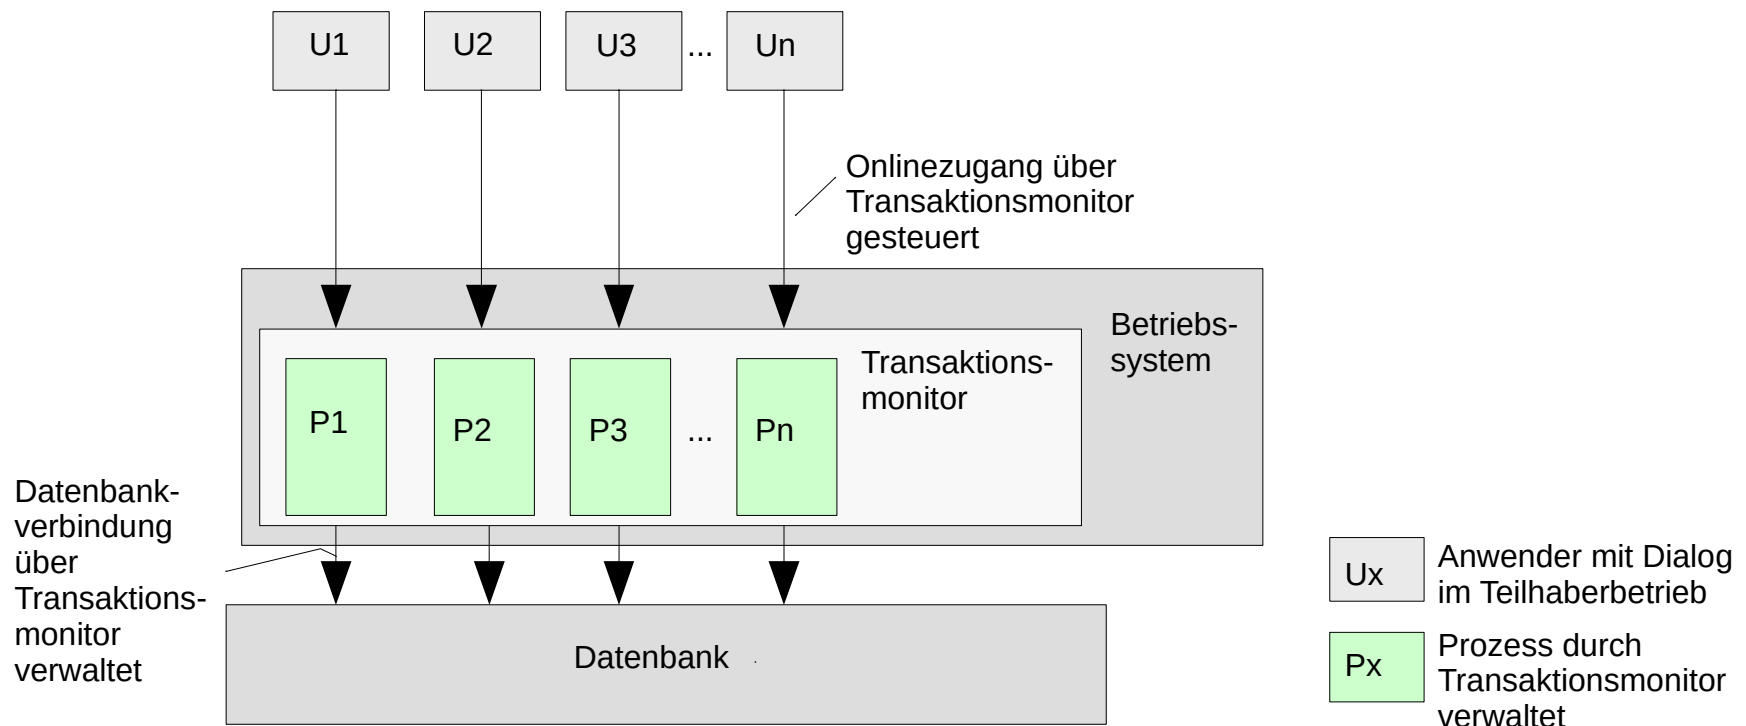 U1 U2 U3 ... Un
Onlinezugang über
Transaktionsmonitor
gesteuert
Betriebs-
system
Transaktions-
monitor
P1 P2 P3 ... Pn
Datenbank-
verbindung
über
Transaktions-
monitor
verwaltet
Datenbank
Ux
Anwender mit Dialog
im Teilhaberbetrieb
Px
Prozess durch
Transaktionsmonitor
verwaltet